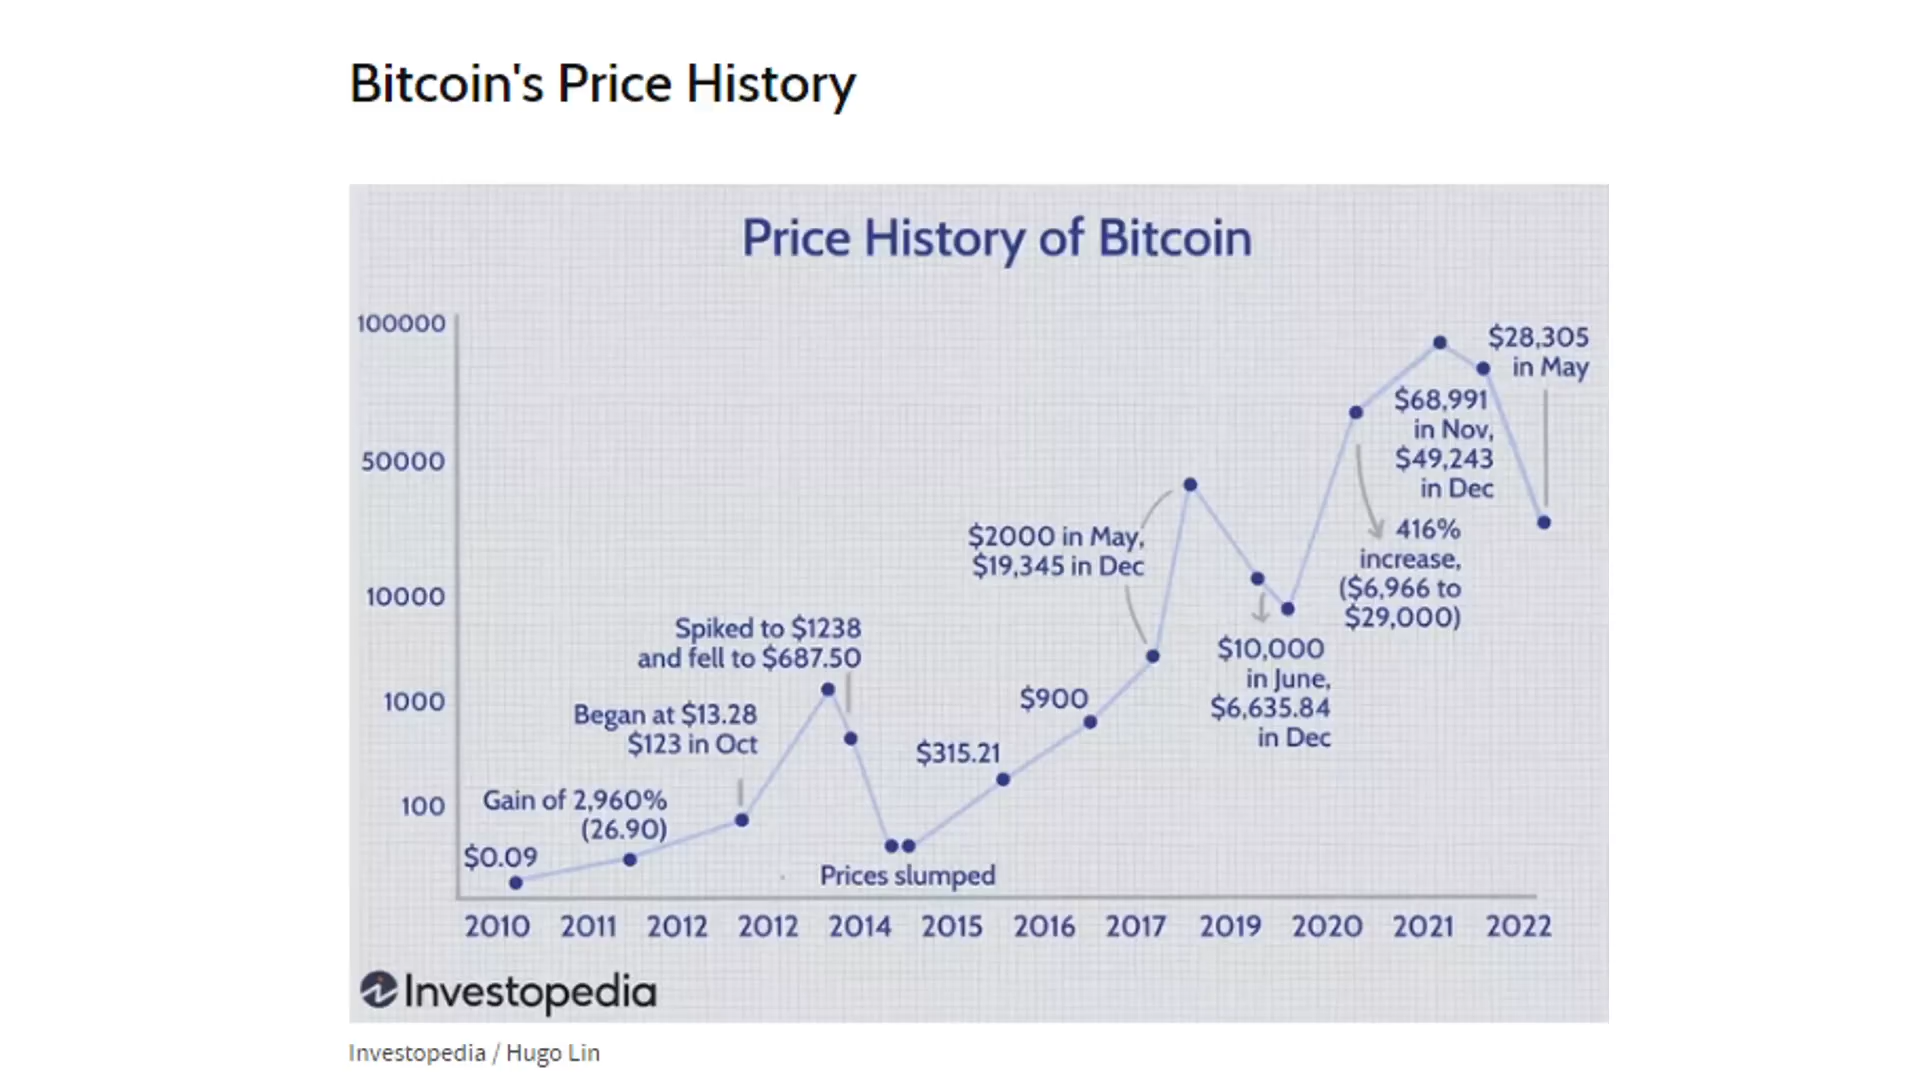 Bitcoin's Price History
Price History of Bitcoin
100000
50000
10000
1000
100
$0.09
Gain of 2,960%
(26.90)
Began at $13.28
$123 in Oct
Spiked to $1238
and fell to $687.50
Prices slumped
$315.21
$900
$2000 in May,
$19,345 in Dec
$10,000
in June,
$6,635.84
in Dec
416%
increase,
($6,966 to
$29,000)
$68,991
in Nov,
$49,243
in Dec
$28,305
in May
2010 2011 2012 2012 2014 2015 2016 2017 2019 2020 2021 2022
Investopedia
Investopedia / Hugo Lin